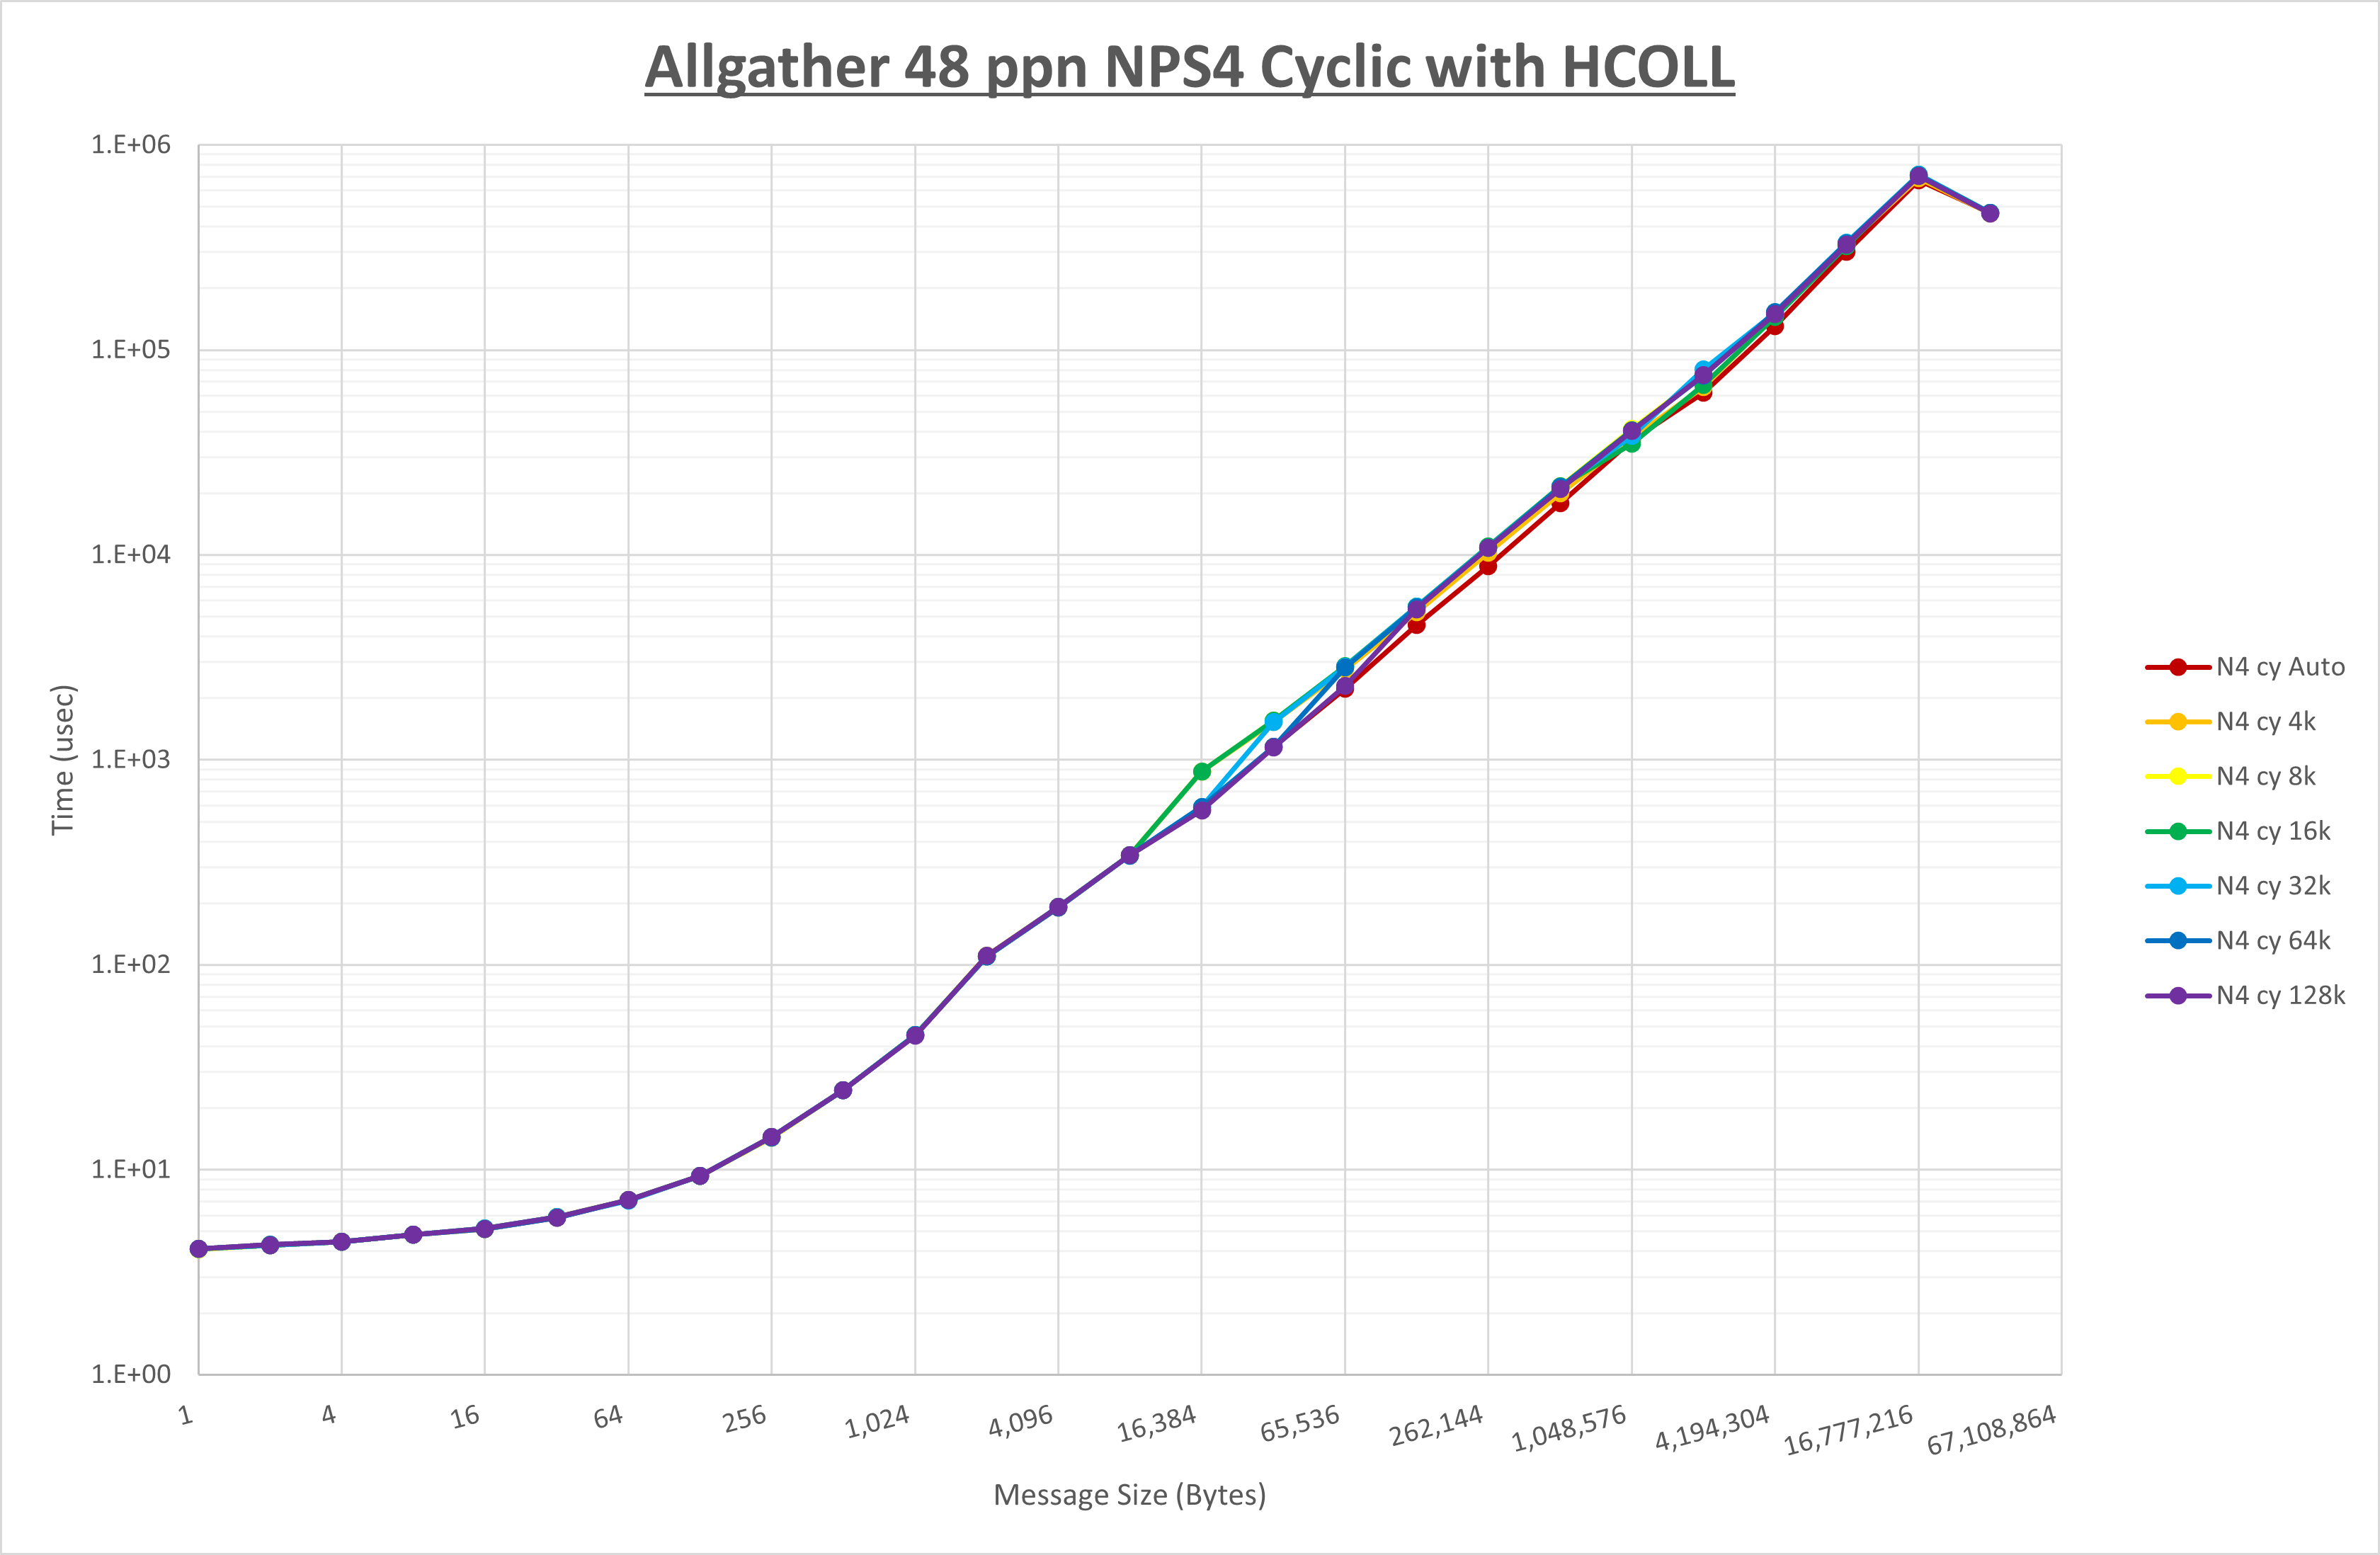 Allgather 48 ppn NPS4 Cyclic with HCOLL
1.E+06
1.E+05
1.E+04
1.E+03
1.E+02
1.E+01
1.E+00
Time (usec)
1
4
16
64
256
1,024
4,096
16,384
65,536
262,144
1,048,576
4,194,304
16,777,216
67,108,864
Message Size (Bytes)
N4 cy Auto
N4 cy 4k
N4 cy 8k
N4 cy 16k
N4 cy 32k
N4 cy 64k
N4 cy 128k